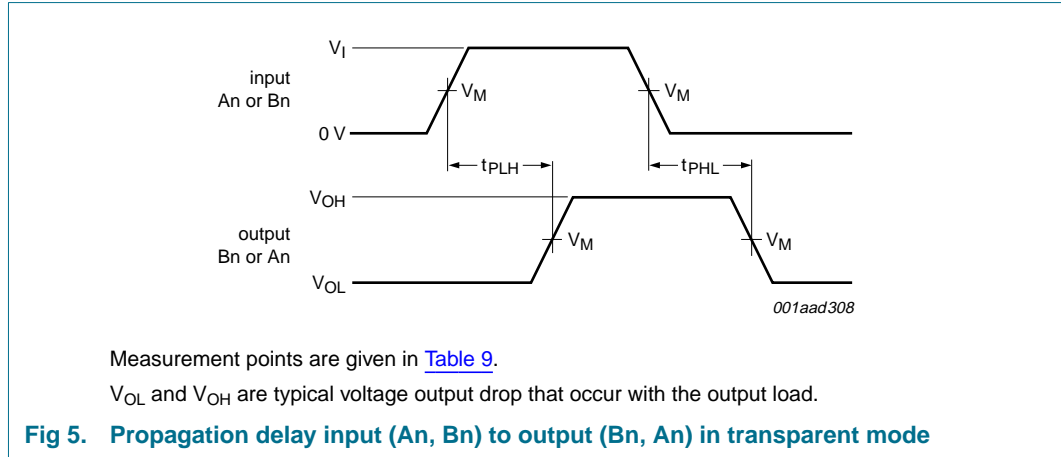 VI
input
An or Bn
VM
VM
0 V
tPLH
tPHL
VOH
output
Bn or An
VM
VM
VOL
001aad308
Measurement points are given in Table 9.
VOL and VOH are typical voltage output drop that occur with the output load.
Fig 5. Propagation delay input (An, Bn) to output (Bn, An) in transparent mode